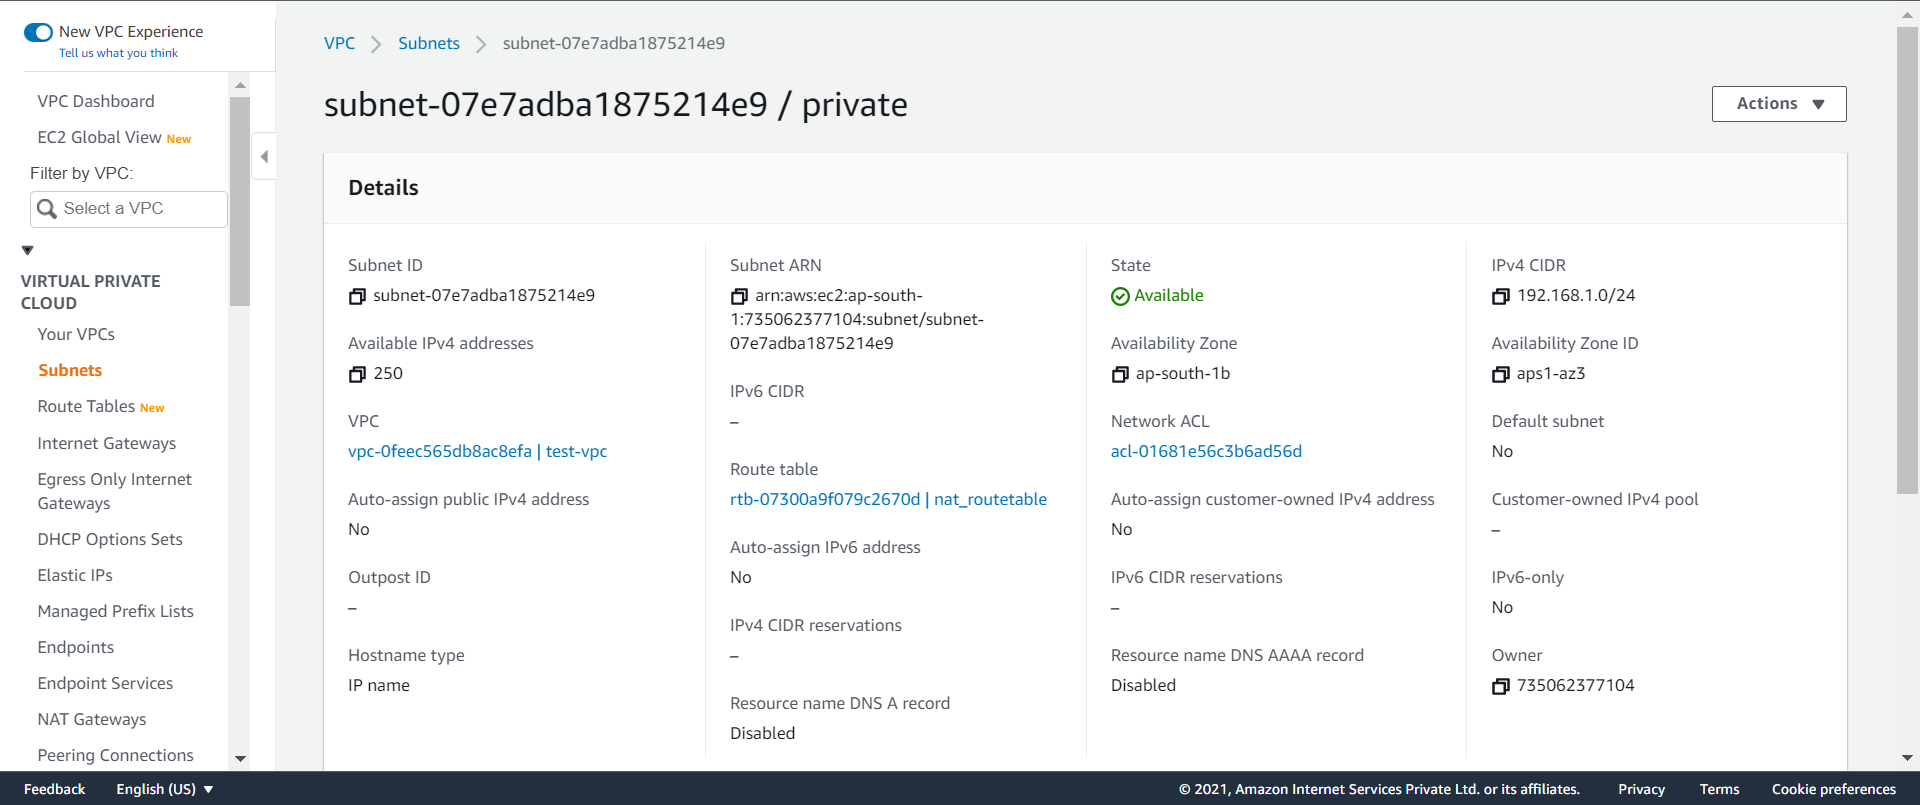 New VPC Experience
Tell us what you think
VPC Dashboard
EC2 Global View New
Filter by VPC:
Select a VPC
VIRTUAL PRIVATE
CLOUD
Your VPCs
Subnets
Route Tables New
Internet Gateways
Egress Only Internet
Gateways
DHCP Options Sets
Elastic IPs
Managed Prefix Lists
Endpoints
Endpoint Services
NAT Gateways
Peering Connections
VPC > Subnets > subnet-07e7adba1875214e9
subnet-07e7adba1875214e9 / private
Actions
Details
Subnet ID
subnet-07e7adba1875214e9
Available IPv4 addresses
250
VPC
vpc-0feec565db8ac8efa | test-vpc
Auto-assign public IPv4 address
No
Outpost ID
–
Hostname type
IP name
Subnet ARN
arn:aws:ec2:ap-south-
1:735062377104:subnet/subnet-
07e7adba1875214e9
IPv6 CIDR
–
Route table
rtb-07300a9f079c2670d | nat_routetable
Auto-assign IPv6 address
No
IPv4 CIDR reservations
–
Resource name DNS A record
Disabled
State
Available
Availability Zone
ap-south-1b
Network ACL
acl-01681e56c3b6ad56d
Auto-assign customer-owned IPv4 address
No
IPv6 CIDR reservations
–
Resource name DNS AAAA record
Disabled
IPv4 CIDR
192.168.1.0/24
Availability Zone ID
aps1-az3
Default subnet
No
Customer-owned IPv4 pool
–
IPv6-only
No
Owner
735062377104
Feedback English (US) © 2021, Amazon Internet Services Private Ltd. or its affiliates. Privacy Terms Cookie preferences